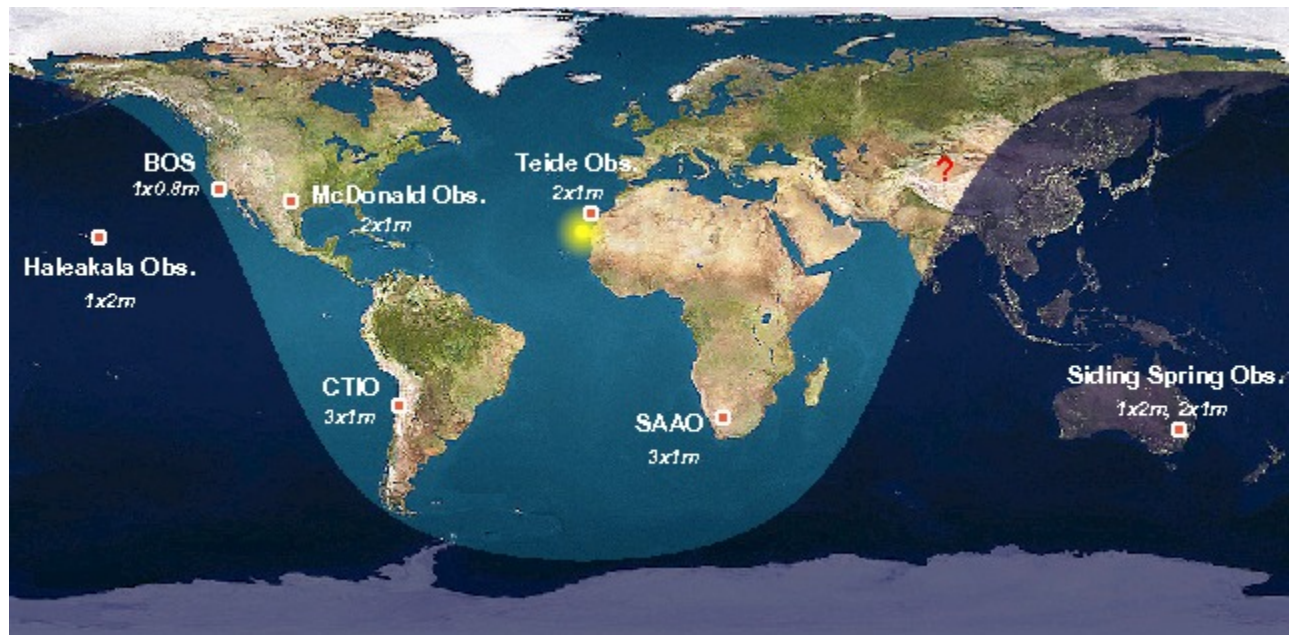 BOS
1x0.8m
McDonald Obs.
2x1m
Teide Obs.
2x1m
?
Haleakala Obs.
1x2m
CTIO
3x1m
SAAO
3x1m
Siding Spring Obs.
1x2m, 2x1m